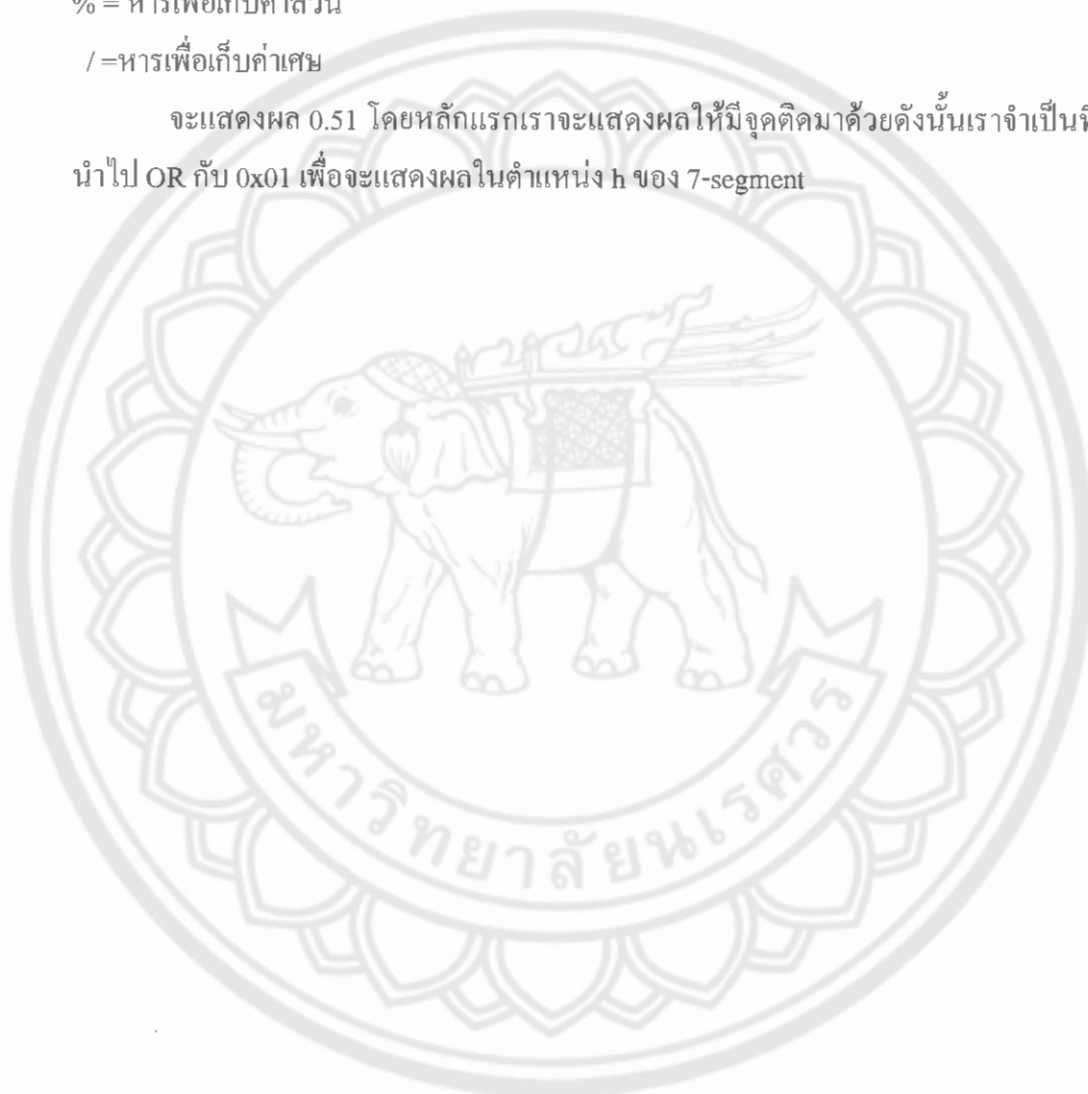 % = หารเพื่อเก็บค่าส่วน
/ =หารเพื่อเก็บค่าเศษ
จะแสดงผล 0.51 โดยหลักแรกเราจะแสดงผลให้มีจุดติดมาด้วยดังนั้นเราจำเป็น
นำไป OR กับ 0x01 เพื่อจะแสดงผลในตำแหน่ง h ของ 7-segment
มหาวิทยาลัยนเรศวร